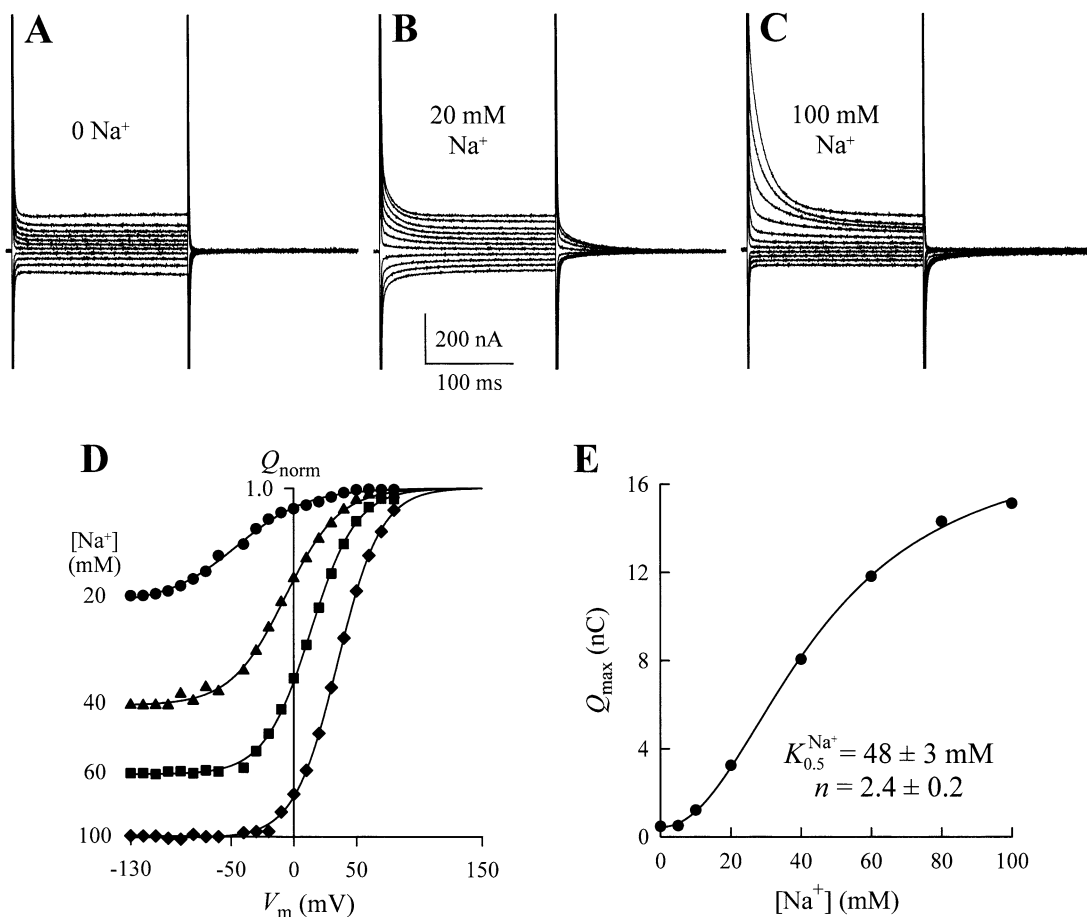 A
0 Na⁺
B
20 mM
Na⁺
200 nA
100 ms
C
100 mM
Na⁺
D
Q_norm
1.0
[Na⁺]
(mM)
20
40
60
100
-130
-50
0
50
150
V_m (mV)
E
16
12
8
4
0
Q_max (nC)
K_0.5^Na⁺ = 48 ± 3 mM
n = 2.4 ± 0.2
0
20
40
60
80
100
[Na⁺] (mM)